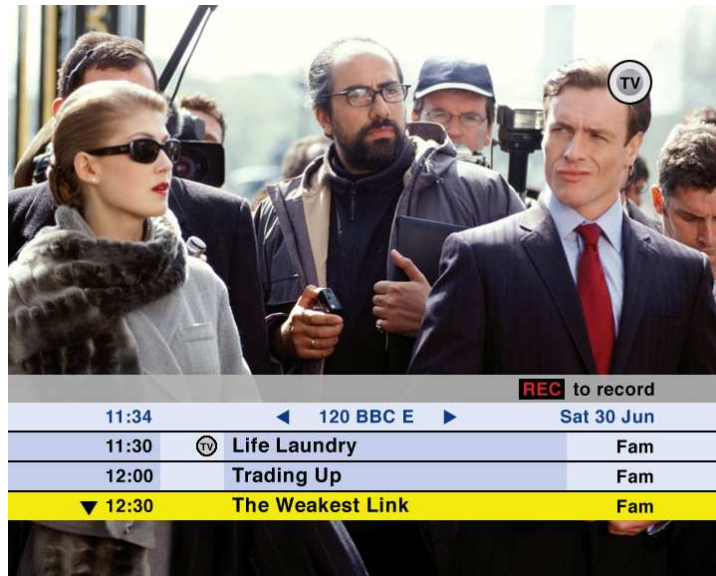 TV
REC to record
11:34 ◀ 120 BBC E ▶ Sat 30 Jun
11:30 TV Life Laundry Fam
12:00 Trading Up Fam
▼ 12:30 The Weakest Link Fam